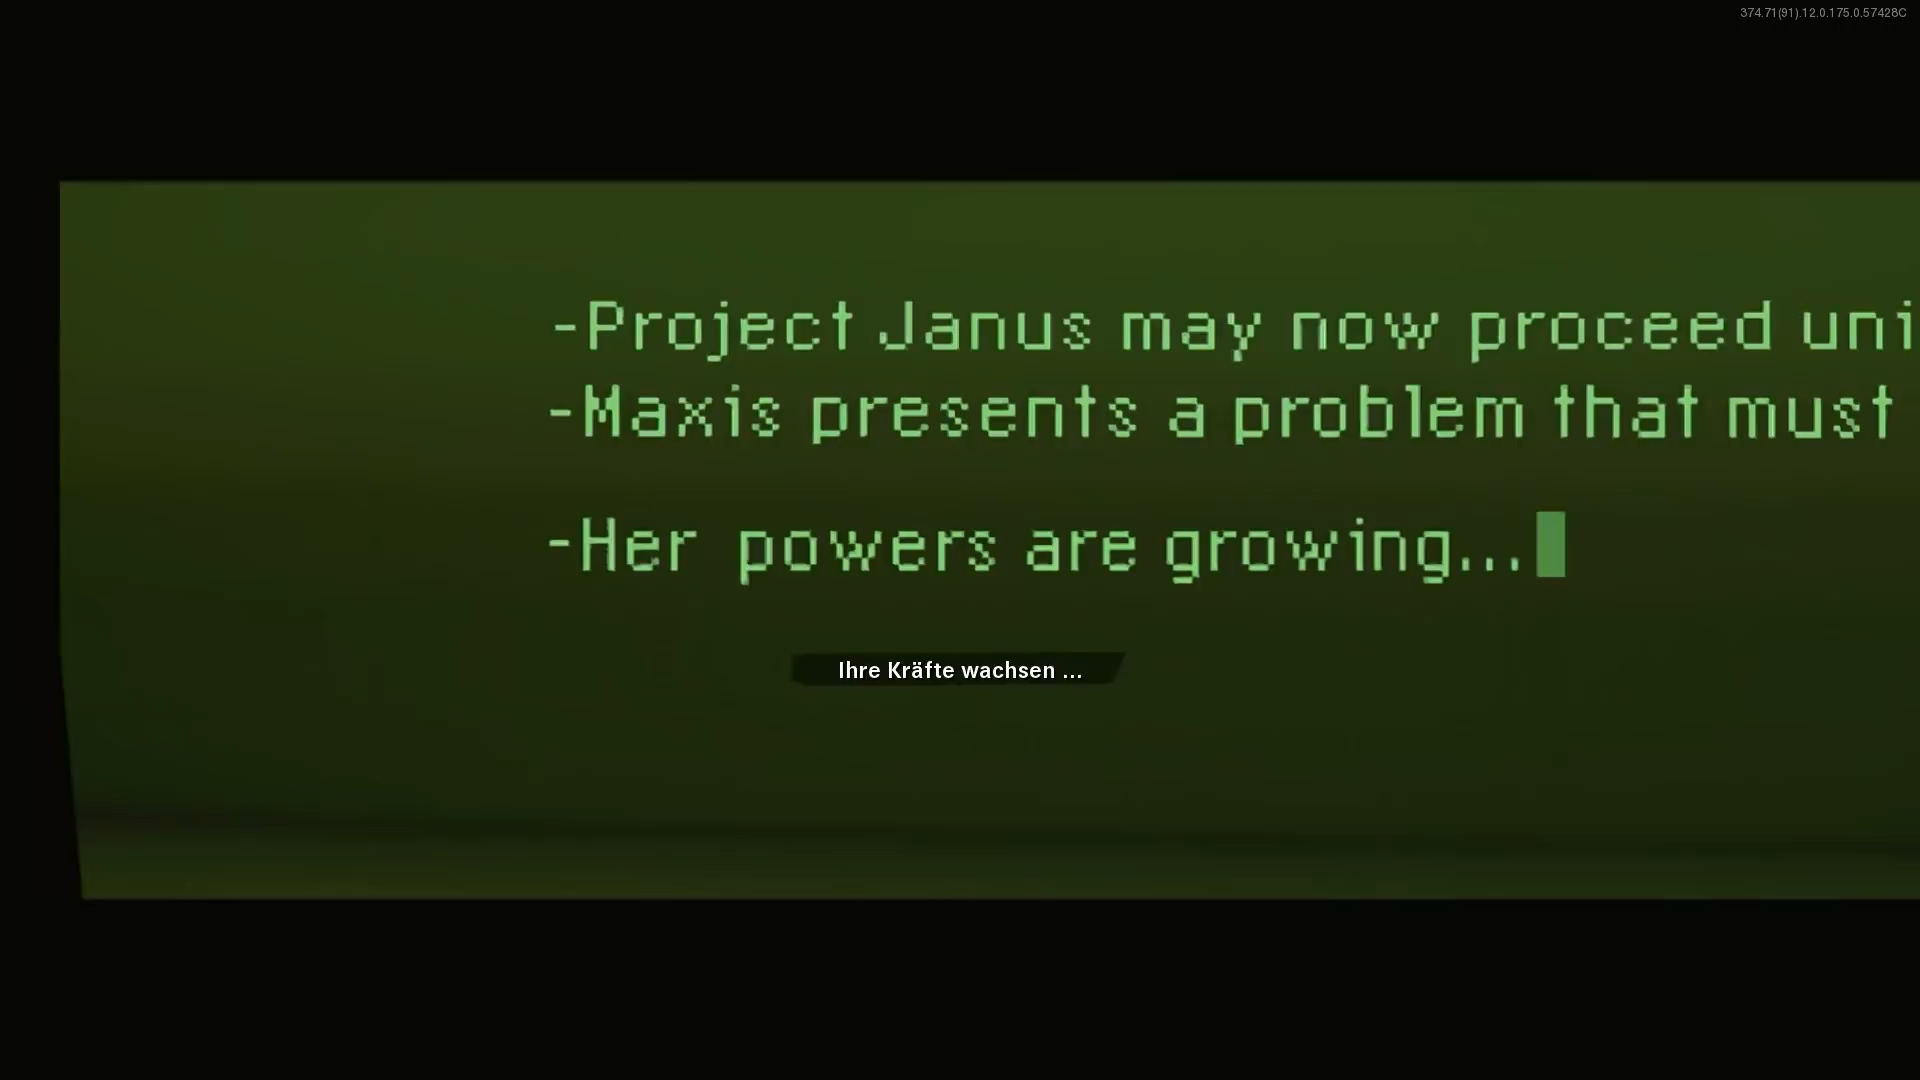 374.71(91).12.0.175.0.57428C
-Project Janus may now proceed uni
-Maxis presents a problem that must
-Her powers are growing...
Ihre Kräfte wachsen ...